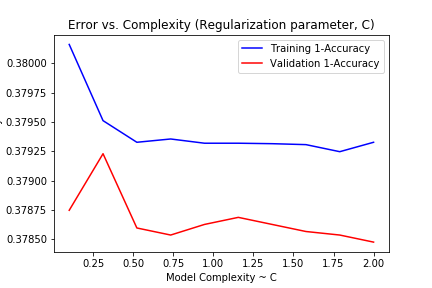 Error vs. Complexity (Regularization parameter, C)
Training 1-Accuracy
Validation 1-Accuracy
0.38000
0.37975
0.37950
0.37925
0.37900
0.37875
0.37850
0.25 0.50 0.75 1.00 1.25 1.50 1.75 2.00
Model Complexity ~ C